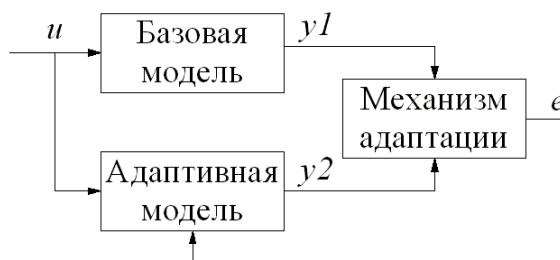 u
Базовая
модель
y1
Механизм
адаптации
e
Адаптивная
модель
y2